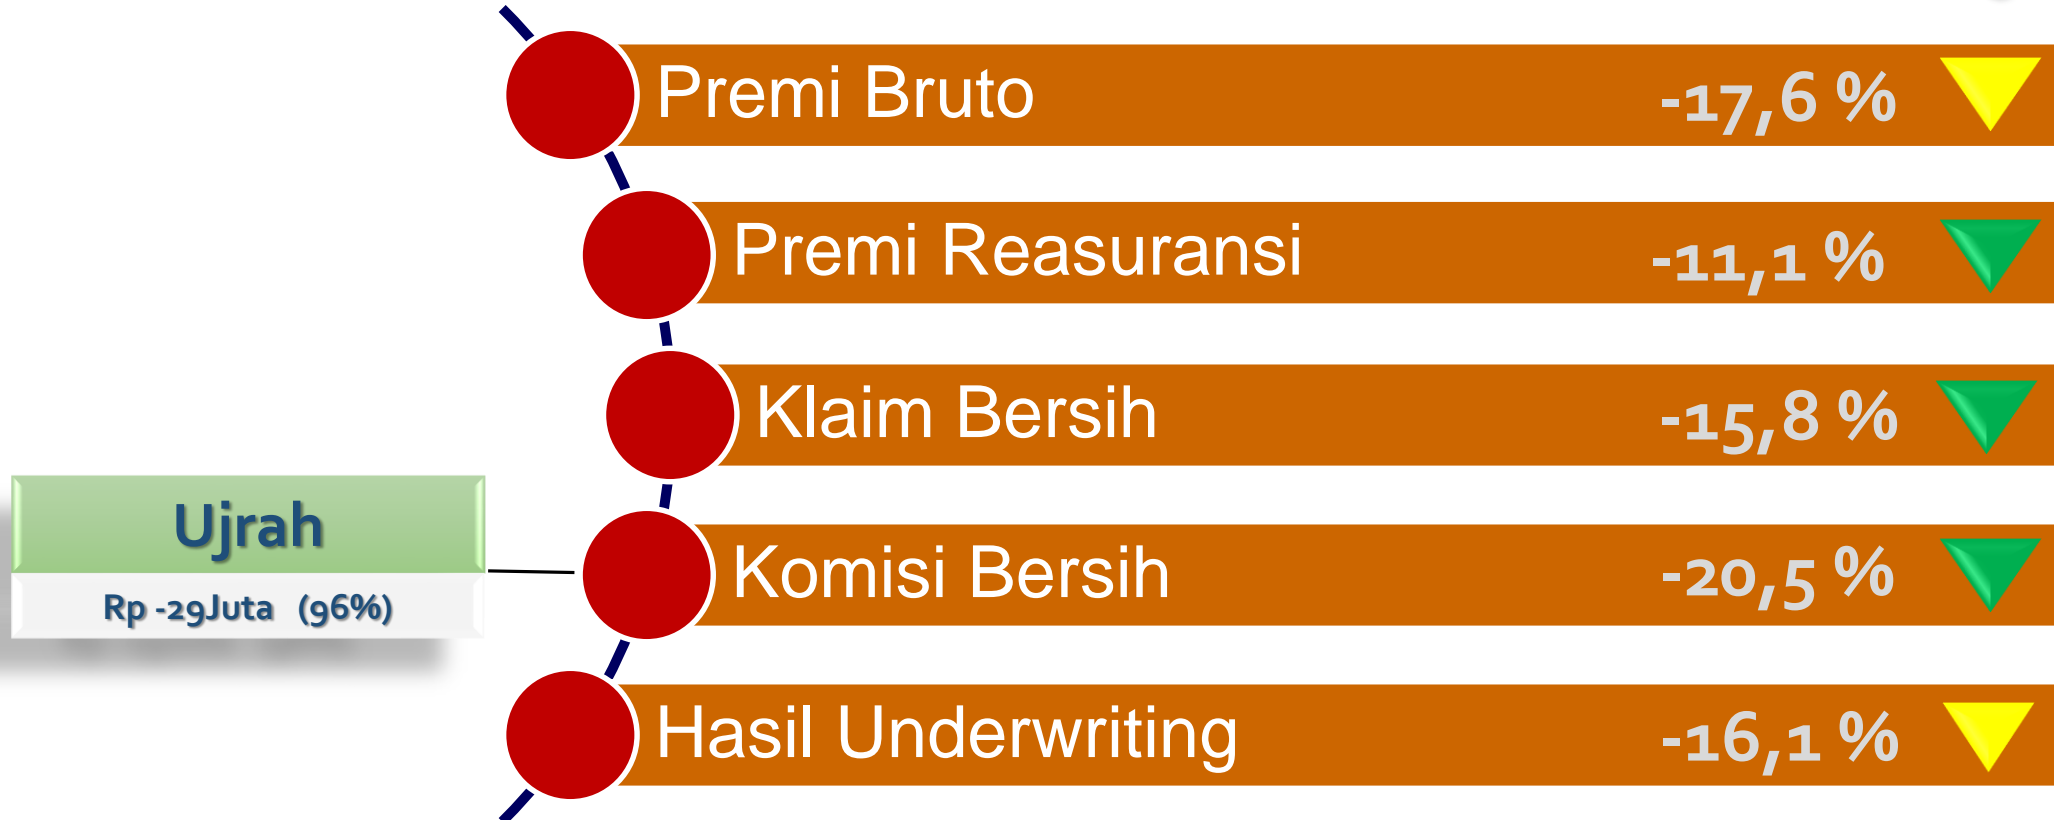 Premi Bruto -17,6 %
Premi Reasuransi -11,1 %
Klaim Bersih -15,8 %
Ujrah
Rp -29Juta (96%)
Komisi Bersih -20,5 %
Hasil Underwriting -16,1 %